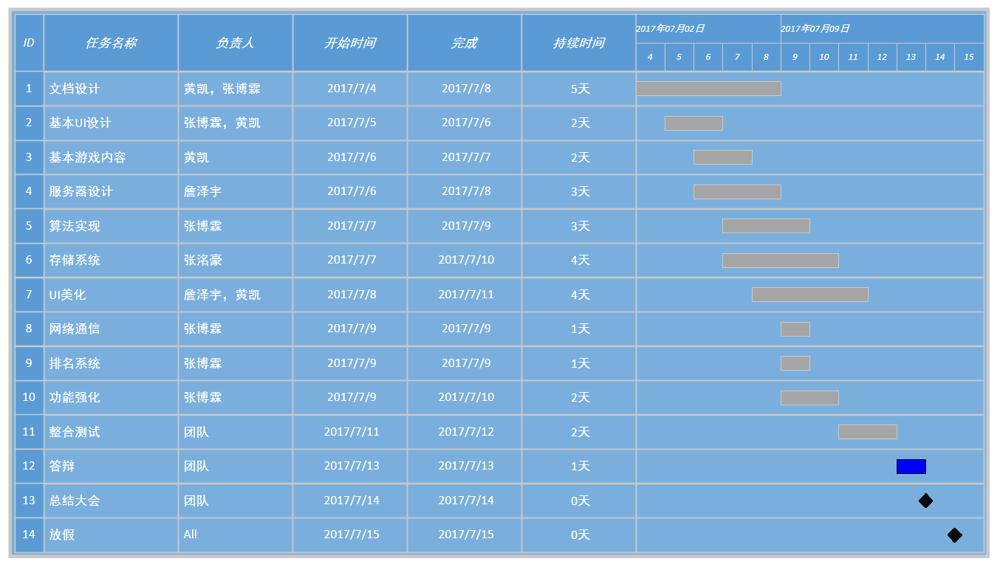 ID 任务名称 负责人 开始时间 完成 持续时间 2017年07月02日 2017年07月09日
4 5 6 7 8 9 10 11 12 13 14 15
1 文档设计 黄凯，张博霖 2017/7/4 2017/7/8 5天
2 基本UI设计 张博霖，黄凯 2017/7/5 2017/7/6 2天
3 基本游戏内容 黄凯 2017/7/6 2017/7/7 2天
4 服务器设计 詹泽宇 2017/7/6 2017/7/8 3天
5 算法实现 张博霖 2017/7/7 2017/7/9 3天
6 存储系统 张洺豪 2017/7/7 2017/7/10 4天
7 UI美化 詹泽宇，黄凯 2017/7/8 2017/7/11 4天
8 网络通信 张博霖 2017/7/9 2017/7/9 1天
9 排名系统 张博霖 2017/7/9 2017/7/9 1天
10 功能强化 张博霖 2017/7/9 2017/7/10 2天
11 整合测试 团队 2017/7/11 2017/7/12 2天
12 答辩 团队 2017/7/13 2017/7/13 1天
13 总结大会 团队 2017/7/14 2017/7/14 0天
14 放假 All 2017/7/15 2017/7/15 0天